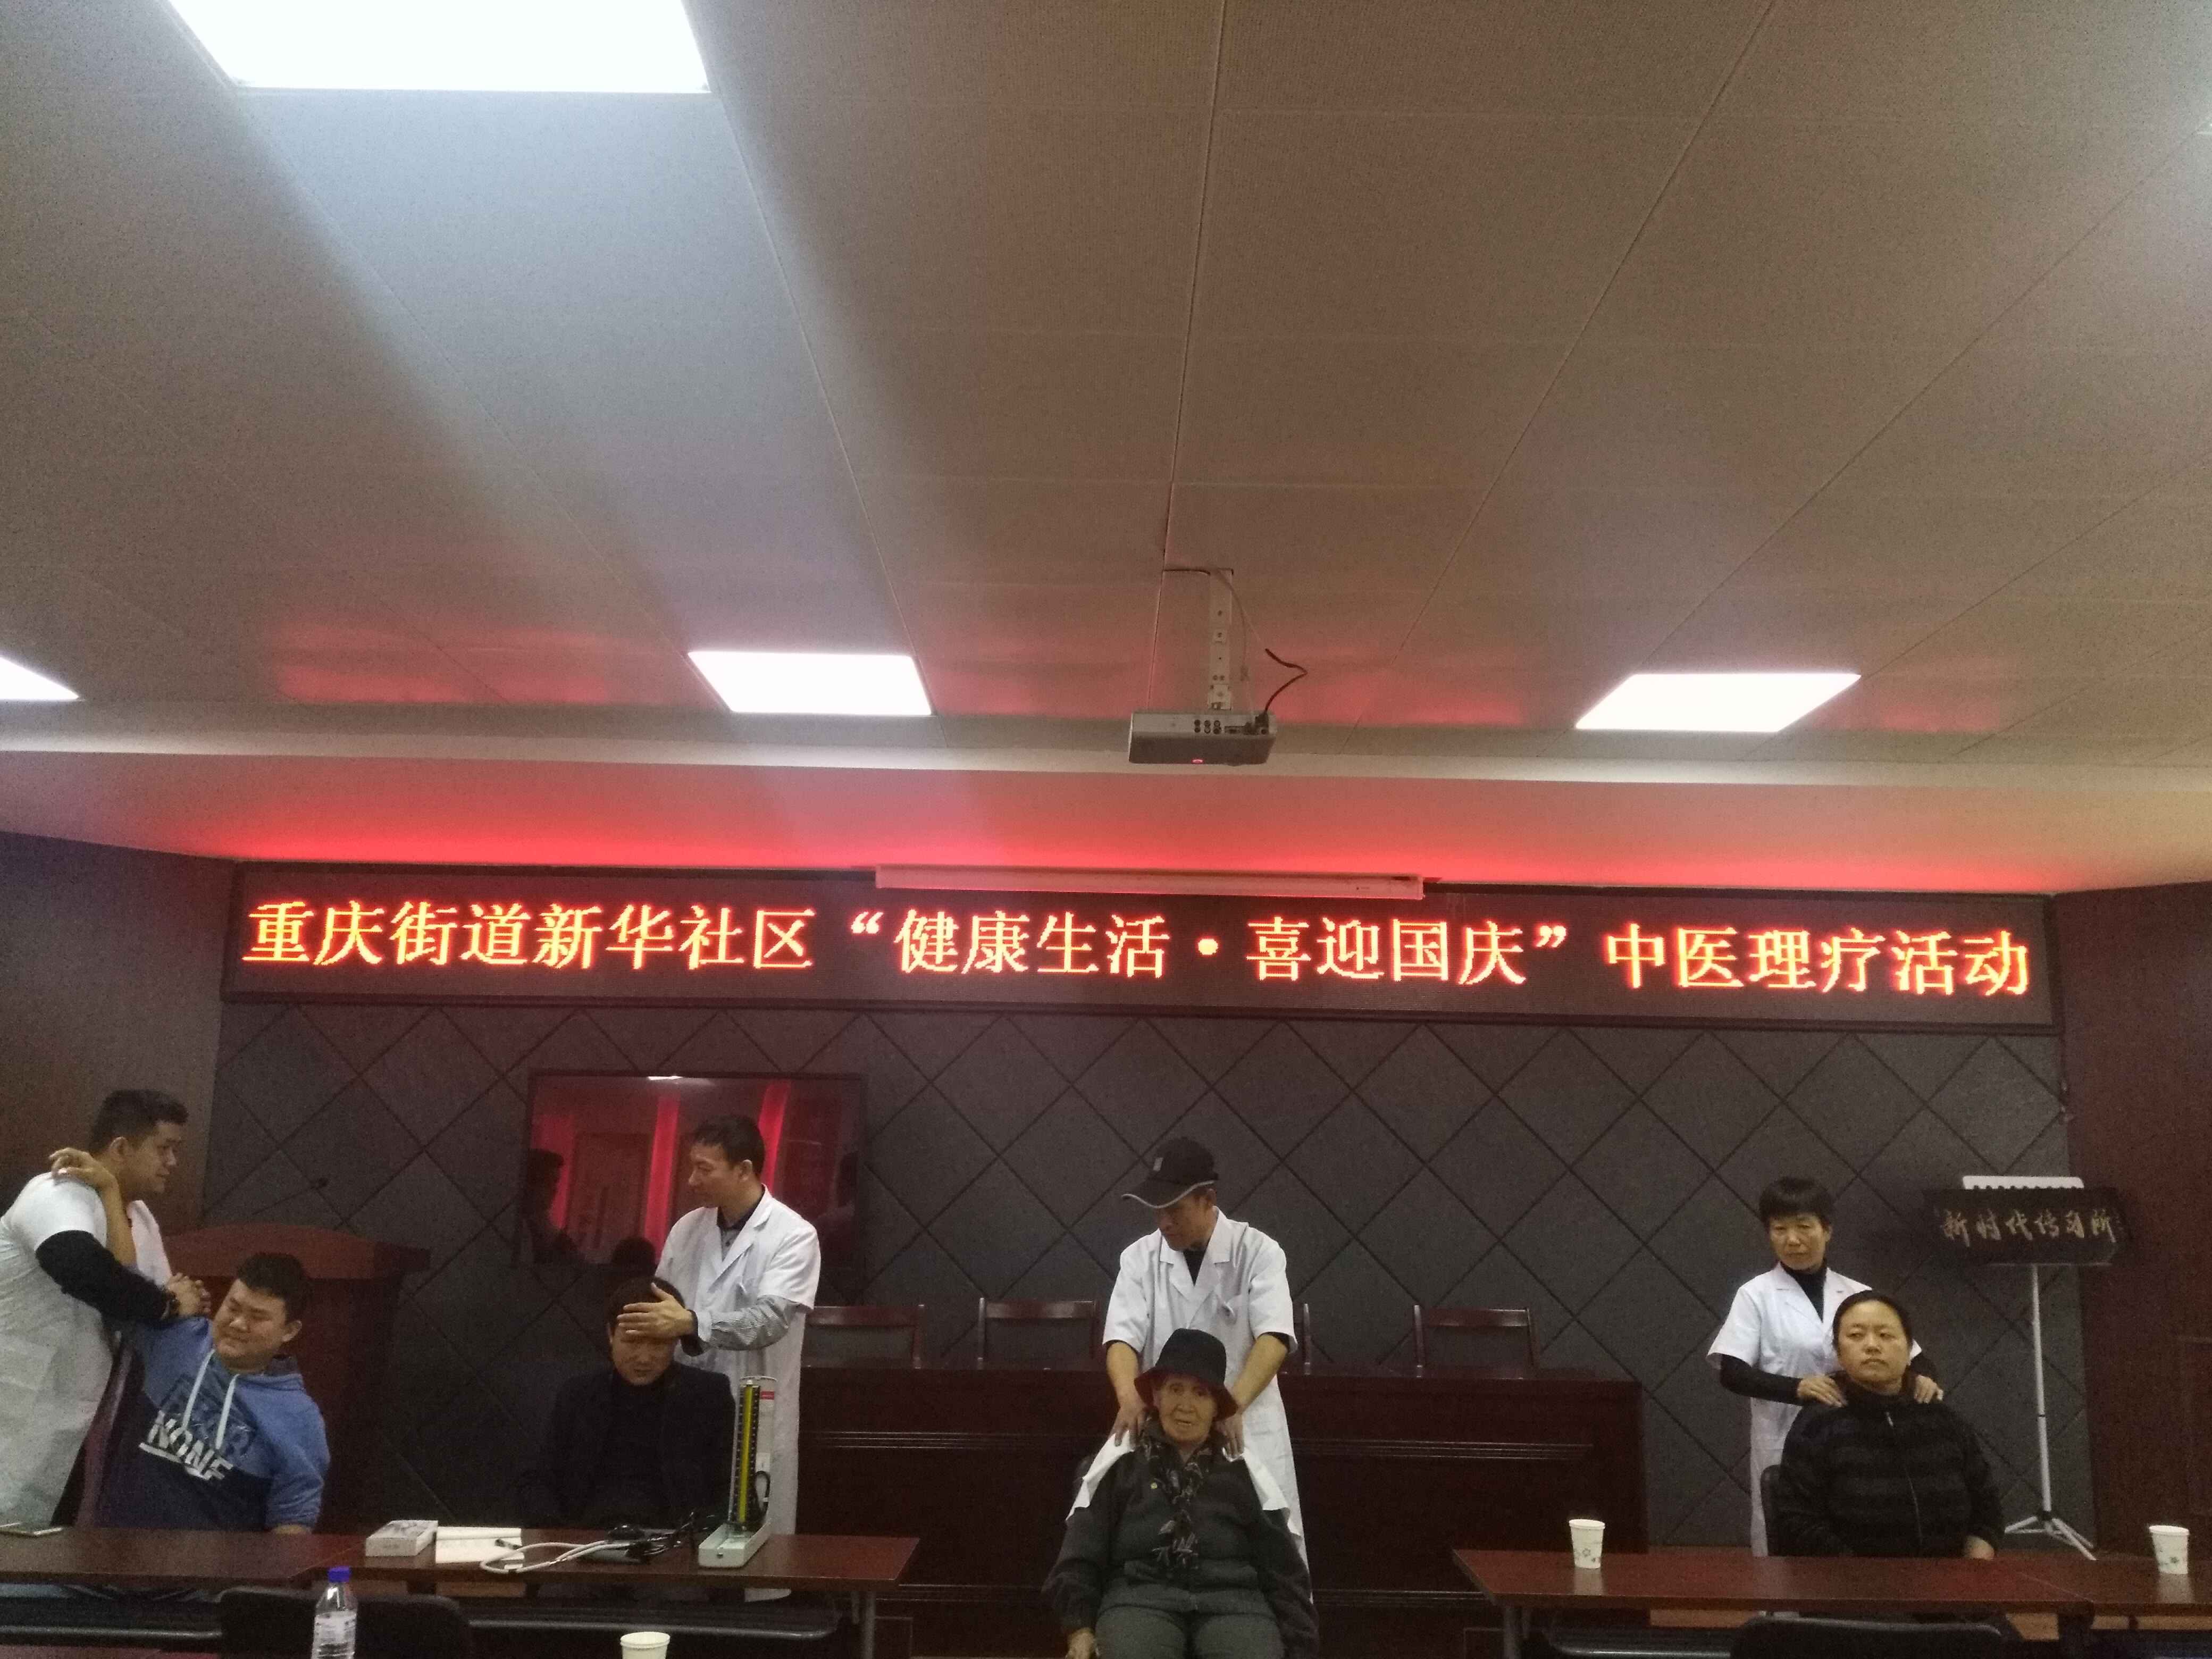 重庆街道新华社区“健康生活·喜迎国庆”中医理疗活动
新时代传习所
NONE